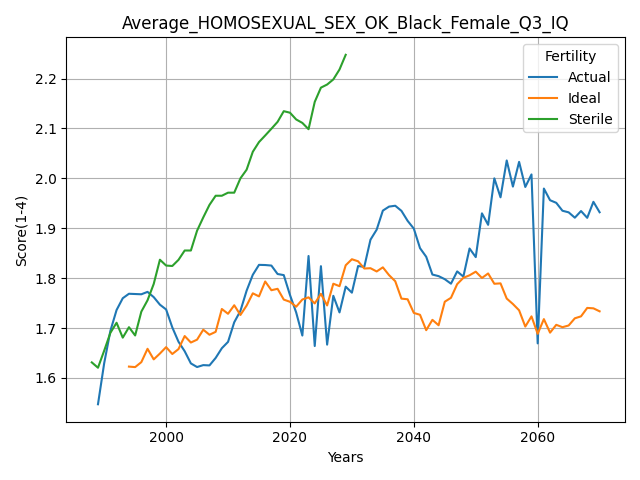 Average_HOMOSEXUAL_SEX_OK_Black_Female_Q3_IQ
Fertility
Actual
Ideal
Sterile
Score(1-4)
2.2
2.1
2.0
1.9
1.8
1.7
1.6
2000 2020 2040 2060
Years